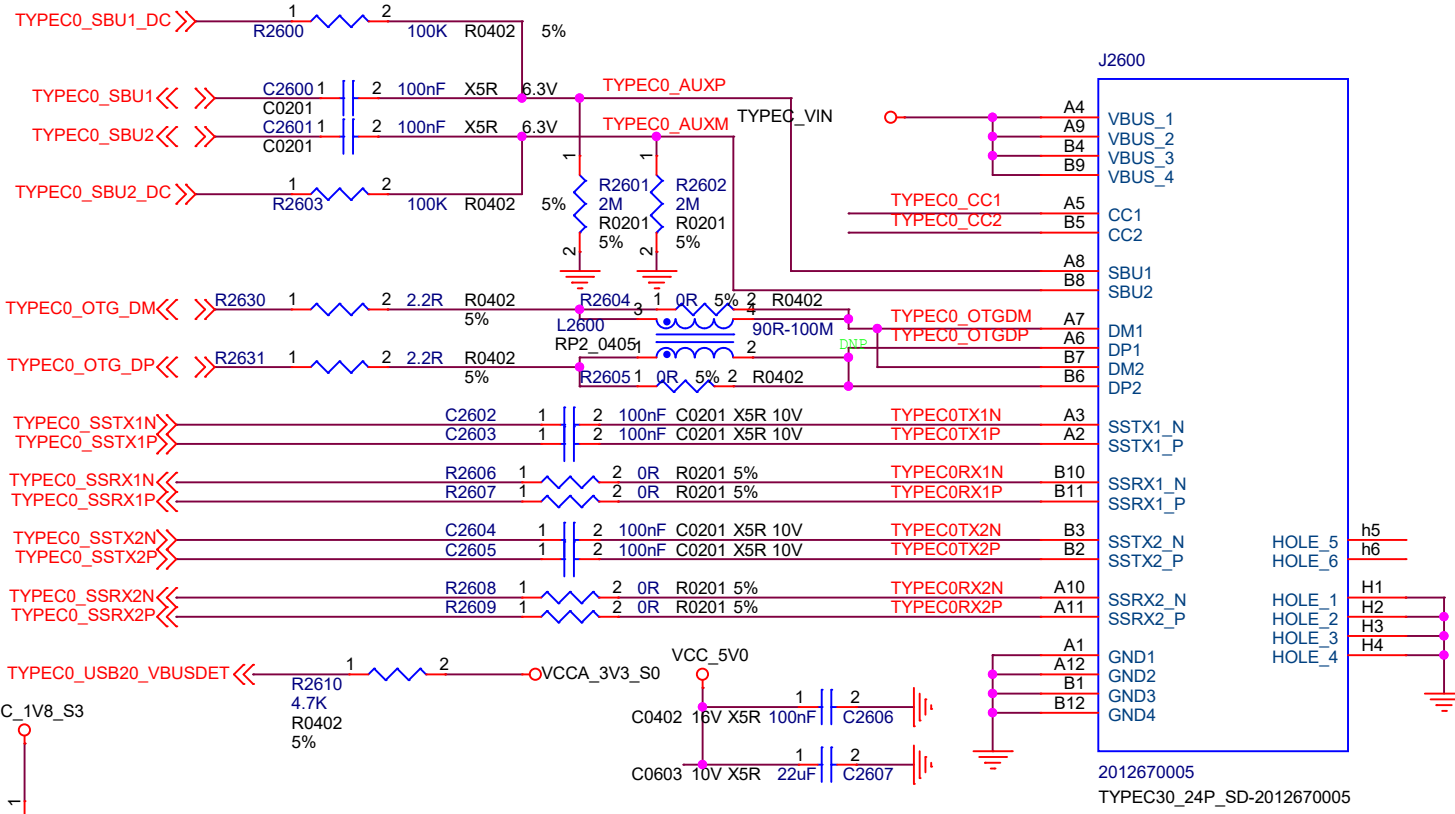 TYPEC0_SBU1_DC 1 2
R2600 100K R0402 5%
J2600
TYPEC0_SBU1 C2600 1 2 100nF X5R 6.3V TYPEC0_AUXP
C0201
TYPEC0_SBU2 C2601 1 2 100nF X5R 6.3V TYPEC0_AUXM TYPEC_VIN
C0201
A4 VBUS_1
A9 VBUS_2
B4 VBUS_3
B9 VBUS_4
TYPEC0_SBU2_DC 1 2
R2603 100K R0402 5%
1 R2601 1 R2602
2M 2M
R0201 R0201
2 5% 2 5%
TYPEC0_CC1 A5 CC1
TYPEC0_CC2 B5 CC2
A8 SBU1
B8 SBU2
TYPEC0_OTG_DM R2630 1 2 2.2R R0402 R2604 1 0R 5% 2 R0402
5% 3 4
L2600 90R-100M
RP2_0405 1 2 DNP
TYPEC0_OTGDM A7 DM1
TYPEC0_OTGDP A6 DP1
B7 DM2
B6 DP2
TYPEC0_OTG_DP R2631 1 2 2.2R R0402
5% R2605 1 0R 5% 2 R0402
TYPEC0_SSTX1N C2602 1 2 100nF C0201 X5R 10V TYPEC0TX1N A3 SSTX1_N
TYPEC0_SSTX1P C2603 1 2 100nF C0201 X5R 10V TYPEC0TX1P A2 SSTX1_P
TYPEC0_SSRX1N R2606 1 2 0R R0201 5% TYPEC0RX1N B10 SSRX1_N
TYPEC0_SSRX1P R2607 1 2 0R R0201 5% TYPEC0RX1P B11 SSRX1_P
TYPEC0_SSTX2N C2604 1 2 100nF C0201 X5R 10V TYPEC0TX2N B3 SSTX2_N HOLE_5 h5
TYPEC0_SSTX2P C2605 1 2 100nF C0201 X5R 10V TYPEC0TX2P B2 SSTX2_P HOLE_6 h6
TYPEC0_SSRX2N R2608 1 2 0R R0201 5% TYPEC0RX2N A10 SSRX2_N HOLE_1 H1
TYPEC0_SSRX2P R2609 1 2 0R R0201 5% TYPEC0RX2P A11 SSRX2_P HOLE_2 H2
HOLE_3 H3
HOLE_4 H4
A1 GND1
A12 GND2
B1 GND3
B12 GND4
TYPEC0_USB20_VBUSDET 1 2 VCCA_3V3_S0 VCC_5V0
R2610
4.7K
R0402
5%
C_1V8_S3
1
1 2
C0402 16V X5R 100nF C2606
1 2
C0603 10V X5R 22uF C2607
2012670005
TYPEC30_24P_SD-2012670005